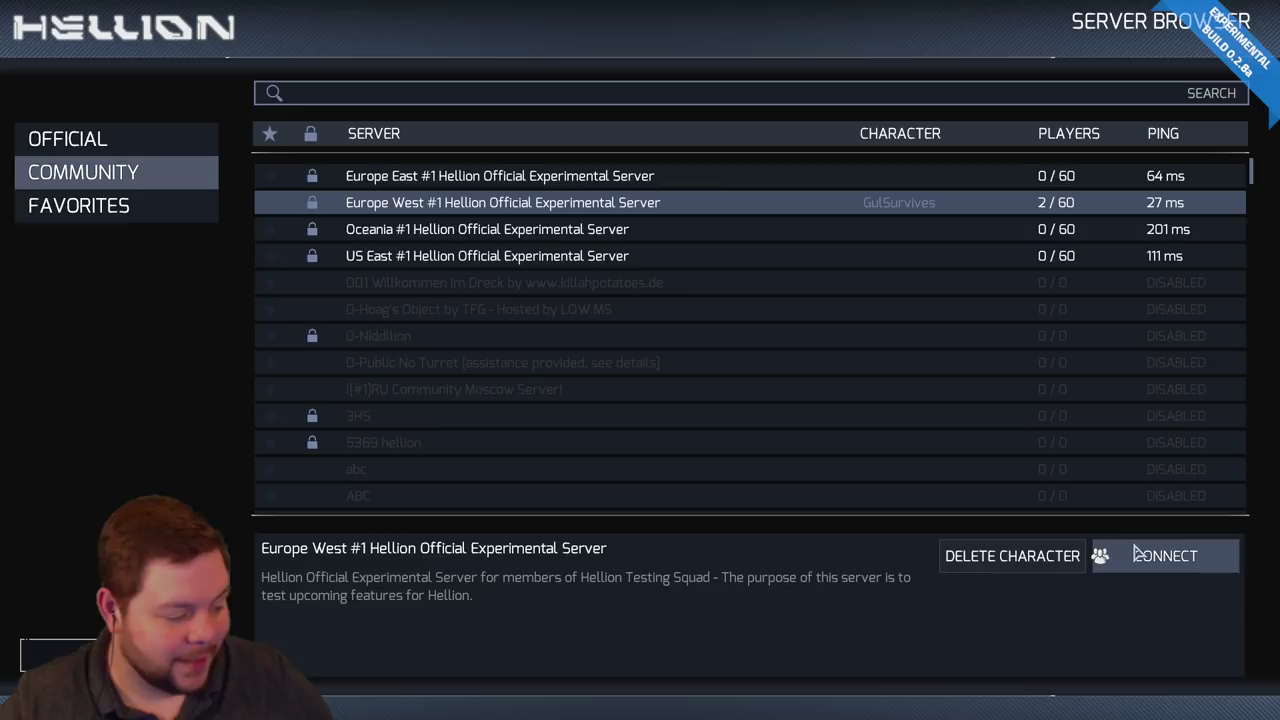 HELLION
SERVER BROWSER
EXPERIMENTAL
BUILD 0.2.8a
SEARCH
OFFICIAL
COMMUNITY
FAVORITES
SERVER CHARACTER PLAYERS PING
Europe East #1 Hellion Official Experimental Server 0 / 60 64 ms
Europe West #1 Hellion Official Experimental Server GulSurvives 2 / 60 27 ms
Oceania #1 Hellion Official Experimental Server 0 / 60 201 ms
US East #1 Hellion Official Experimental Server 0 / 60 111 ms
001 Willkommen im Dreck by www.killahpotatoes.de 0 / 0 DISABLED
0-Hoag's Object by TFG - Hosted by LOW.MS 0 / 0 DISABLED
0-Niddilinn 0 / 0 DISABLED
0-Public No Turret [assistance provided, see details] 0 / 0 DISABLED
![#1]RU Community Moscow Server! 0 / 0 DISABLED
3HS 0 / 0 DISABLED
5369 hellion 0 / 0 DISABLED
abc 0 / 0 DISABLED
ABC 0 / 0 DISABLED
Europe West #1 Hellion Official Experimental Server
Hellion Official Experimental Server for members of Hellion Testing Squad - The purpose of this server is to
test upcoming features for Hellion.
DELETE CHARACTER
CONNECT